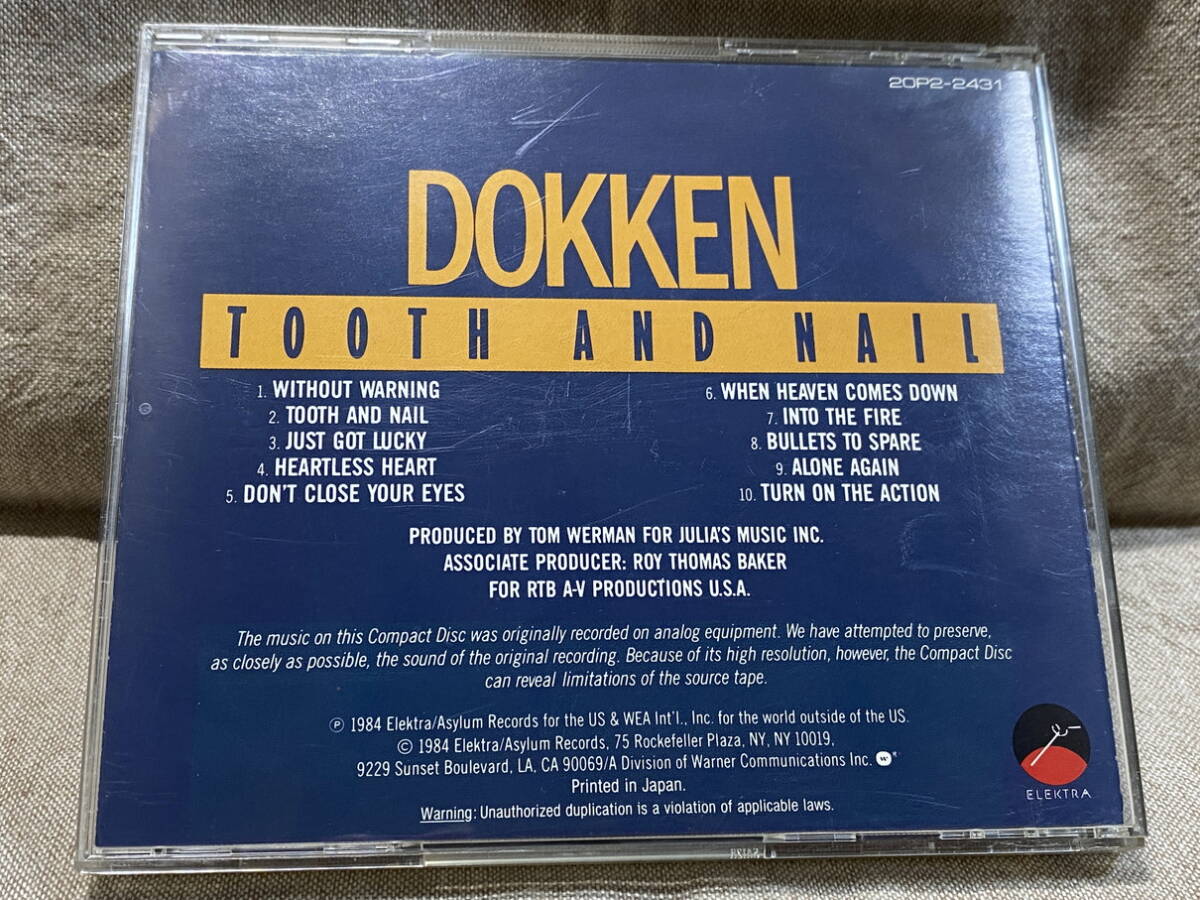 20P2-2431
DOKKEN
TOOTH AND NAIL
1. WITHOUT WARNING
2. TOOTH AND NAIL
3. JUST GOT LUCKY
4. HEARTLESS HEART
5. DON'T CLOSE YOUR EYES
6. WHEN HEAVEN COMES DOWN
7. INTO THE FIRE
8. BULLETS TO SPARE
9. ALONE AGAIN
10. TURN ON THE ACTION
PRODUCED BY TOM WERMAN FOR JULIA'S MUSIC INC.
ASSOCIATE PRODUCER: ROY THOMAS BAKER
FOR RTB A-V PRODUCTIONS U.S.A.
The music on this Compact Disc was originally recorded on analog equipment. We have attempted to preserve,
as closely as possible, the sound of the original recording. Because of its high resolution, however, the Compact Disc
can reveal limitations of the source tape.
℗ 1984 Elektra/Asylum Records for the US & WEA Int'l., Inc. for the world outside of the US.
© 1984 Elektra/Asylum Records, 75 Rockefeller Plaza, NY, NY 10019,
9229 Sunset Boulevard, LA, CA 90069/A Division of Warner Communications Inc.
Printed in Japan.
Warning: Unauthorized duplication is a violation of applicable laws.
ELEKTRA